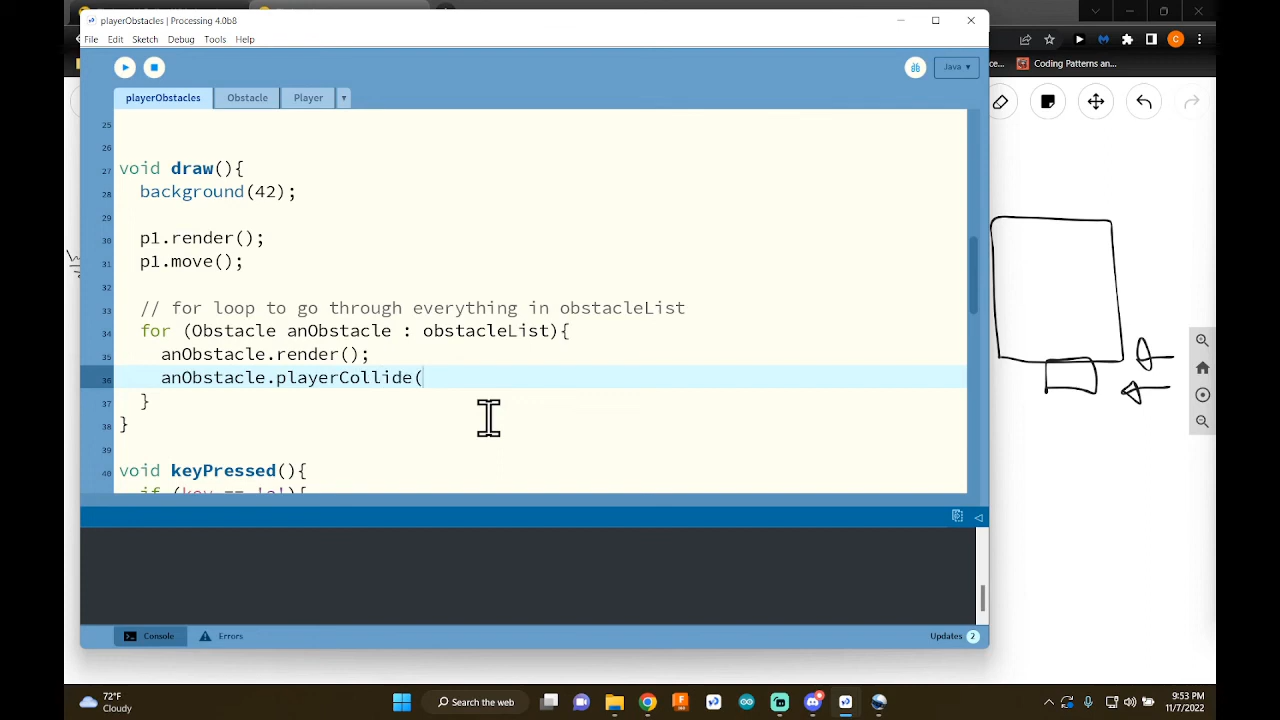 playerObstacles | Processing 4.0b8
File Edit Sketch Debug Tools Help
Java ▾
ce... Coding Patterns an...
C
playerObstacles Obstacle Player ▾
25
26
27 void draw(){
28 background(42);
29
30 p1.render();
31 p1.move();
32
33 // for loop to go through everything in obstacleList
34 for (Obstacle anObstacle : obstacleList){
35 anObstacle.render();
36 anObstacle.playerCollide(
37 }
38 }
39
40 void keyPressed(){
if (key == 'a'){
Console Errors Updates 2
72°F
Cloudy
Search the web
9:53 PM
11/7/2022